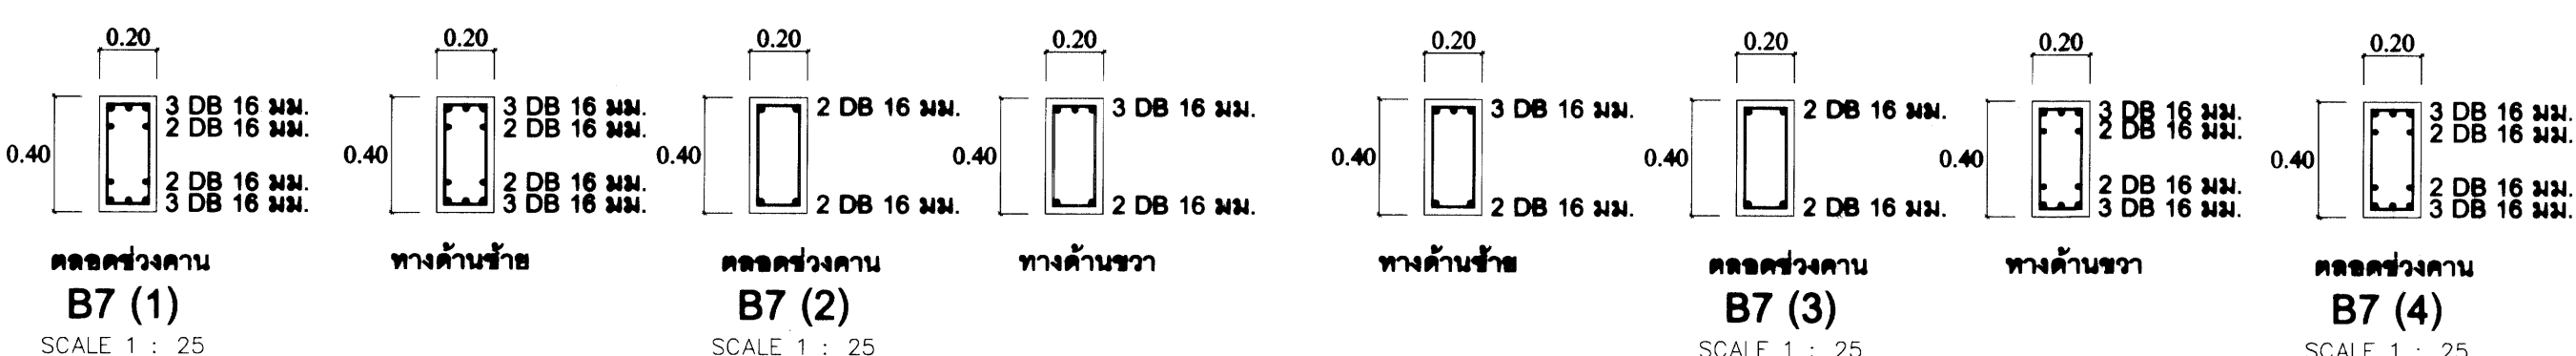 0.20
0.40
3 DB 16 มม.
2 DB 16 มม.
2 DB 16 มม.
3 DB 16 มม.
ตลอดช่วงคาน
B7 (1)
SCALE 1 : 25
0.20
0.40
3 DB 16 มม.
2 DB 16 มม.
2 DB 16 มม.
3 DB 16 มม.
ทางด้านซ้าย
0.20
0.40
2 DB 16 มม.
2 DB 16 มม.
ตลอดช่วงคาน
B7 (2)
SCALE 1 : 25
0.20
0.40
3 DB 16 มม.
2 DB 16 มม.
ทางด้านขวา
0.20
0.40
3 DB 16 มม.
2 DB 16 มม.
ทางด้านซ้าย
0.20
0.40
2 DB 16 มม.
2 DB 16 มม.
ตลอดช่วงคาน
B7 (3)
SCALE 1 : 25
0.20
0.40
3 DB 16 มม.
2 DB 16 มม.
2 DB 16 มม.
3 DB 16 มม.
ทางด้านขวา
0.20
0.40
3 DB 16 มม.
2 DB 16 มม.
2 DB 16 มม.
3 DB 16 มม.
ตลอดช่วงคาน
B7 (4)
SCALE 1 : 25